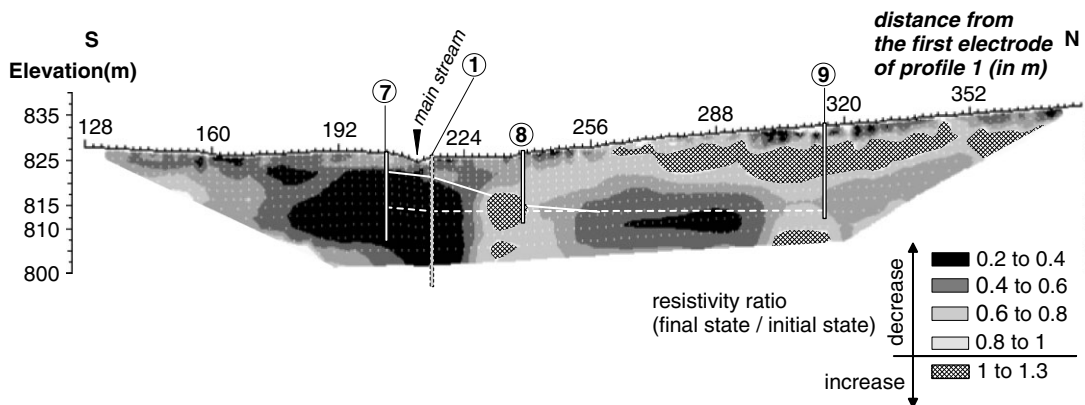 S
Elevation(m)
distance from
the first electrode
of profile 1 (in m)
N
main stream
① ⑦ ⑧ ⑨
835
825
815
810
800
128 160 192 224 256 288 320 352
resistivity ratio
(final state / initial state)
decrease
increase
0.2 to 0.4
0.4 to 0.6
0.6 to 0.8
0.8 to 1
1 to 1.3